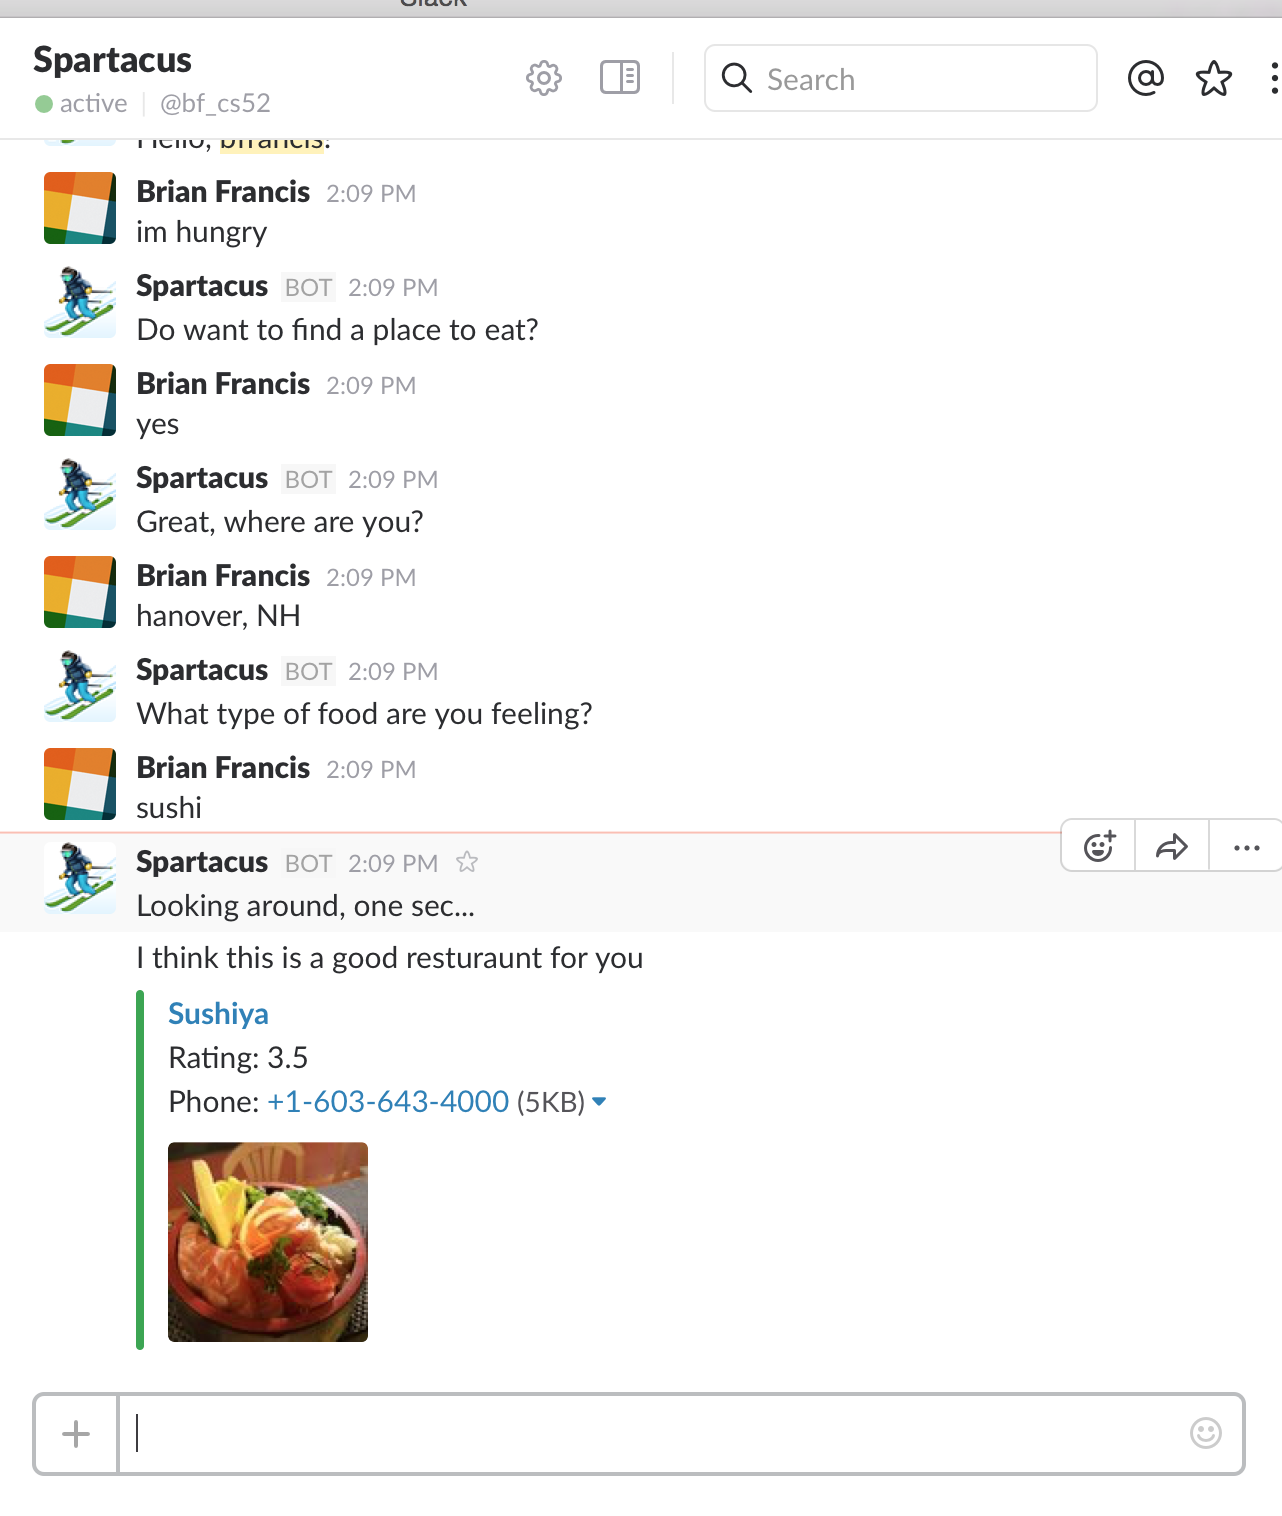 Slack
Spartacus
active @bf_cs52
Search
Hello, bfrancis!
Brian Francis 2:09 PM
im hungry
Spartacus BOT 2:09 PM
Do want to find a place to eat?
Brian Francis 2:09 PM
yes
Spartacus BOT 2:09 PM
Great, where are you?
Brian Francis 2:09 PM
hanover, NH
Spartacus BOT 2:09 PM
What type of food are you feeling?
Brian Francis 2:09 PM
sushi
Spartacus BOT 2:09 PM
Looking around, one sec...
I think this is a good resturaunt for you
Sushiya
Rating: 3.5
Phone: +1-603-643-4000 (5KB)